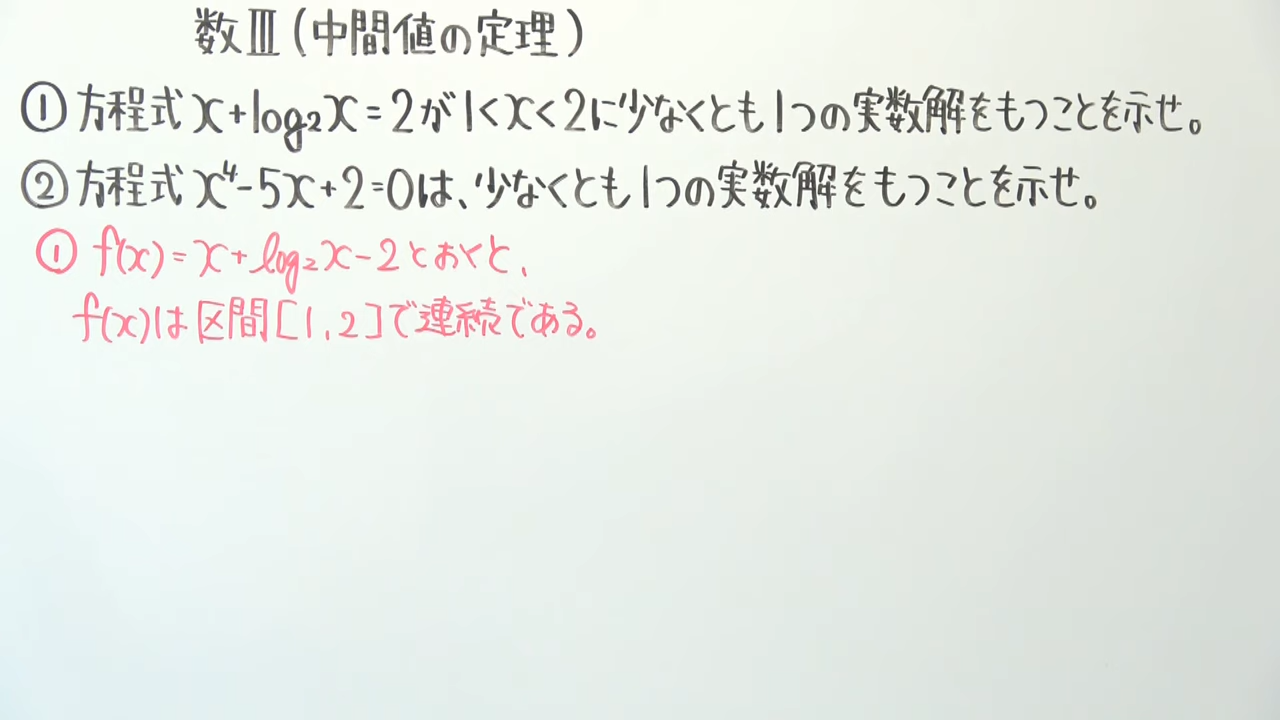 数Ⅲ(中間値の定理)
①方程式x+log₂x=2が1<x<2に少なくとも1つの実数解をもつことを示せ。
②方程式x⁴-5x+2=0は、少なくとも1つの実数解をもつことを示せ。
①f(x)=x+log₂x-2とおくと、
f(x)は区間[1,2]で連続である。